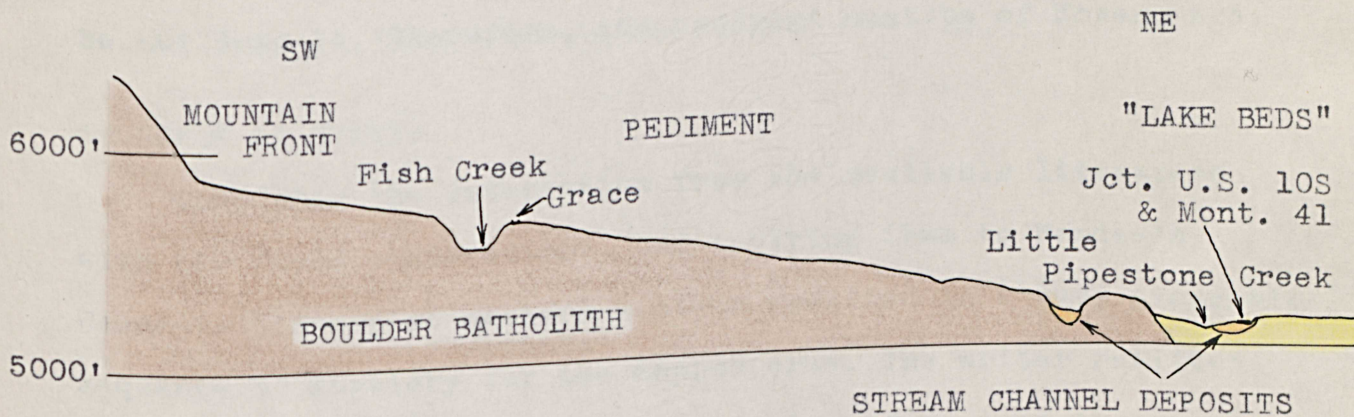 NE
SW
"LAKE BEDS"
MOUNTAIN
FRONT
PEDIMENT
6000'
Fish Creek
Grace
Jct. U.S. 10S
& Mont. 41
Little
Pipestone Creek
BOULDER BATHOLITH
5000'
STREAM CHANNEL DEPOSITS